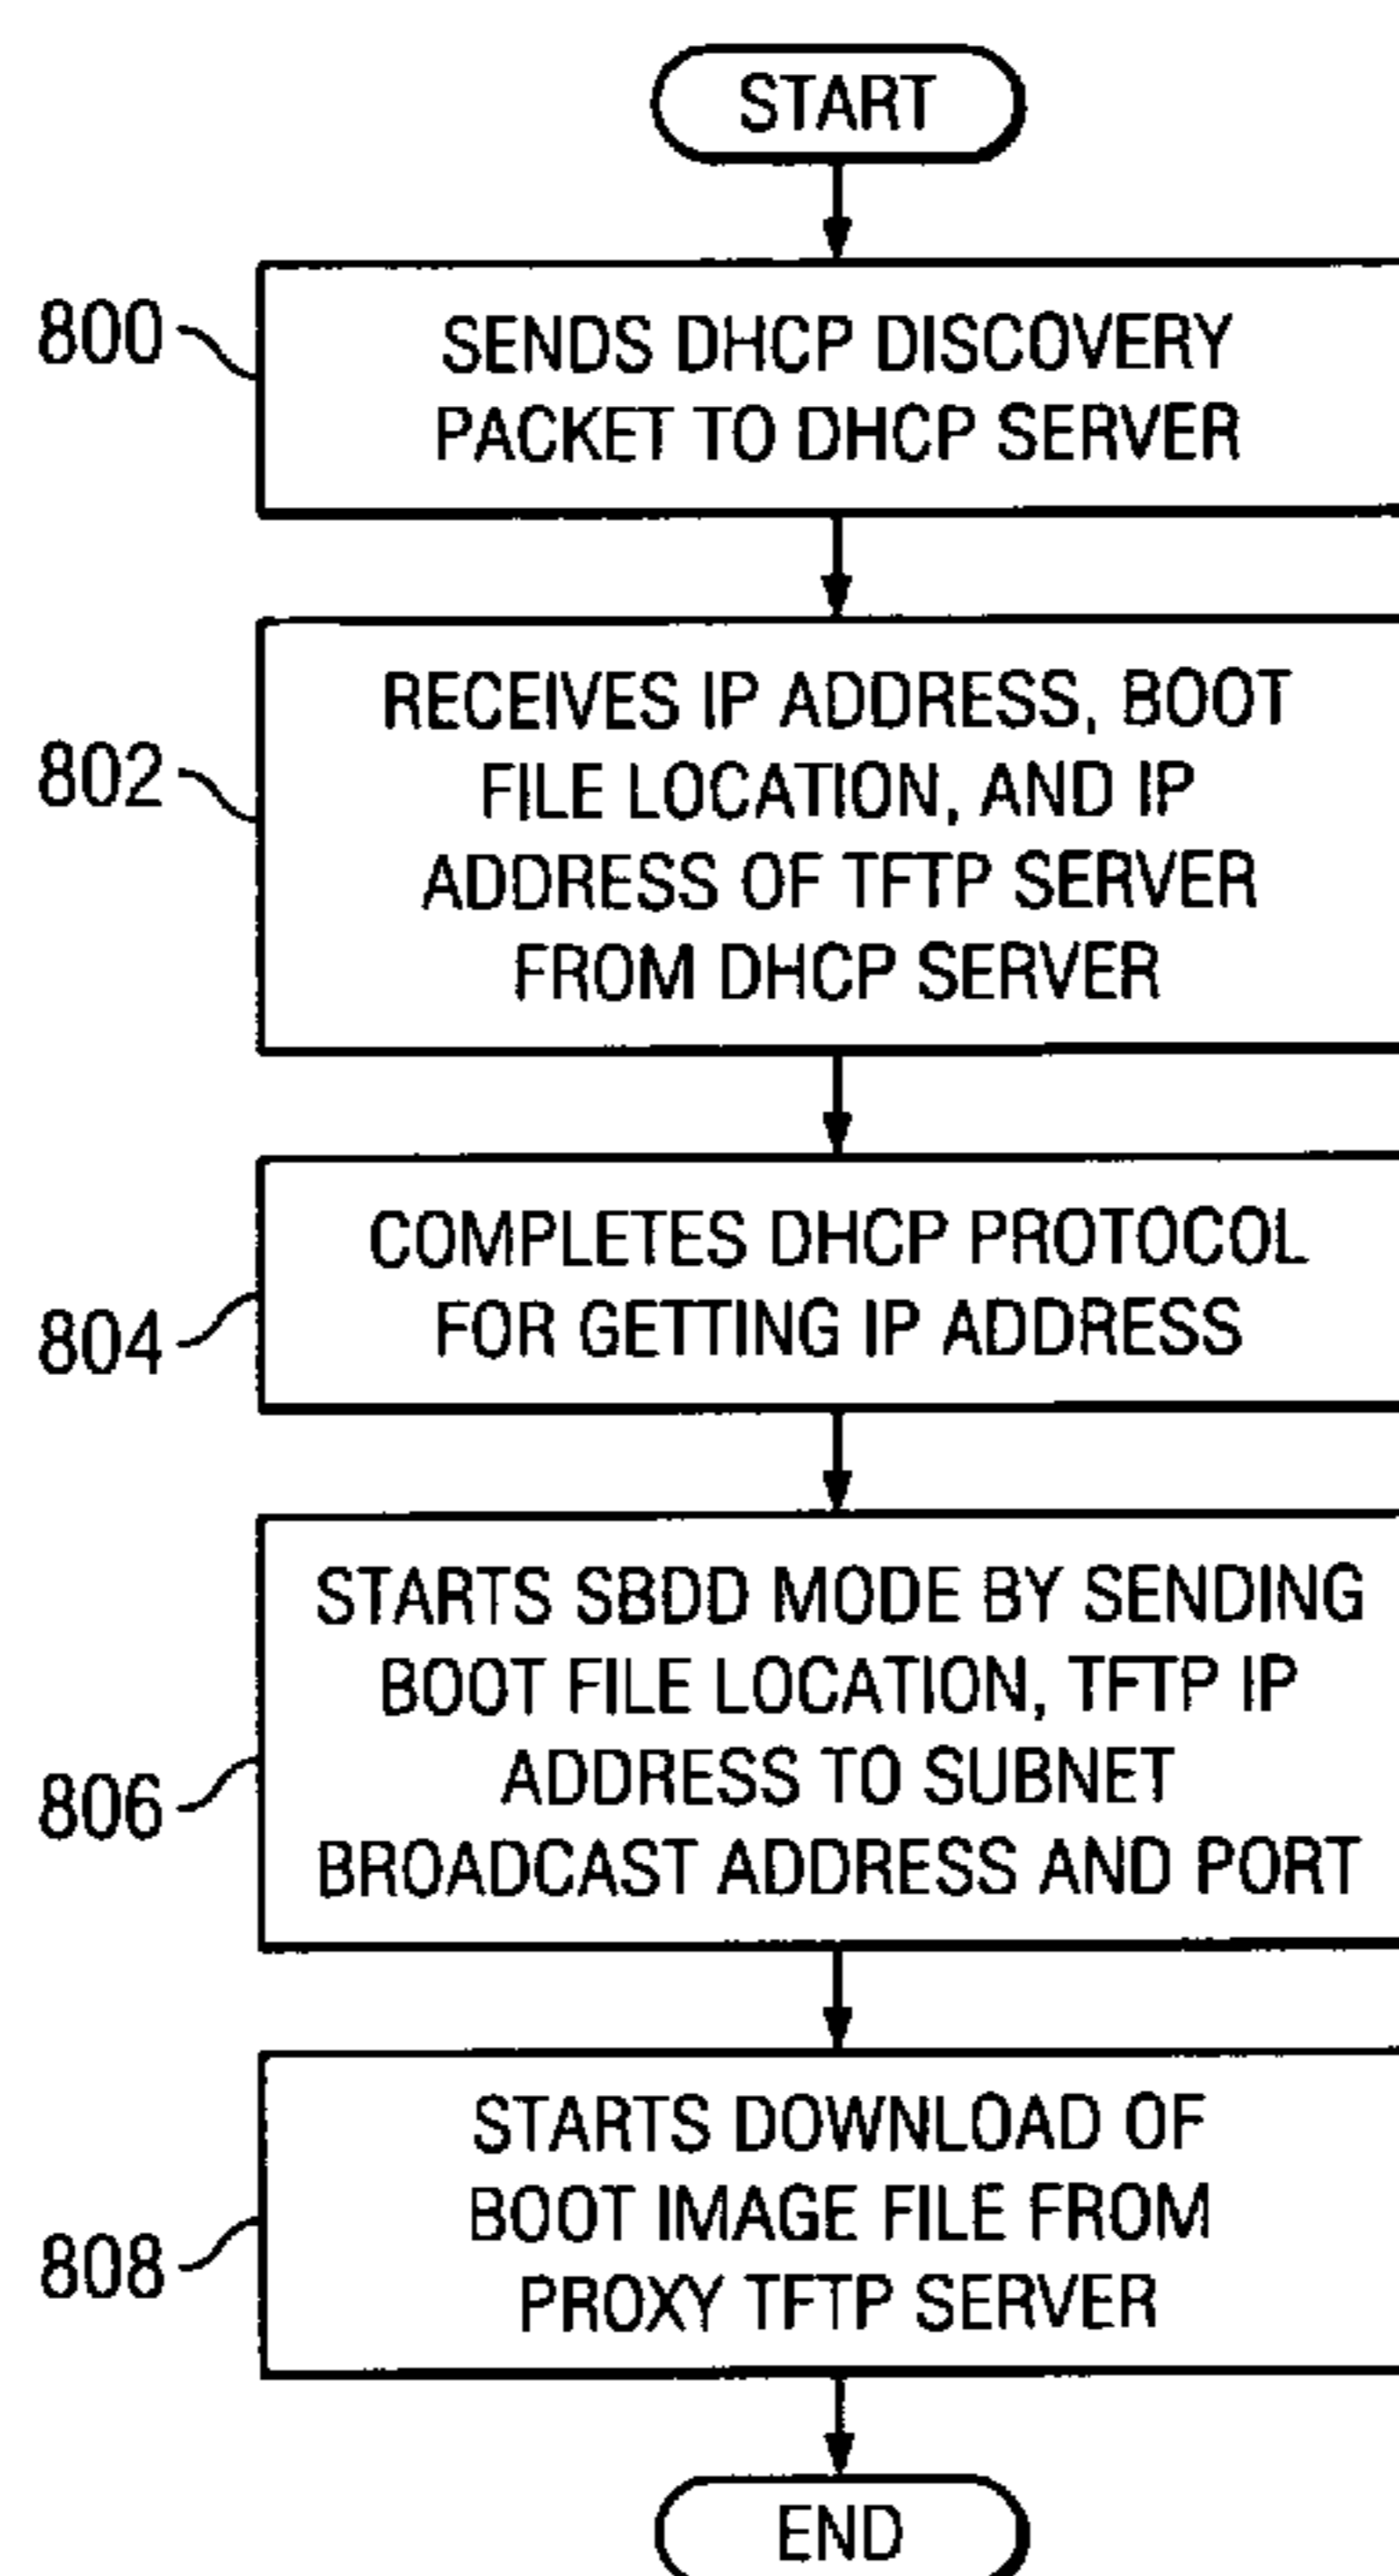 START
800
SENDS DHCP DISCOVERY
PACKET TO DHCP SERVER
802
RECEIVES IP ADDRESS, BOOT
FILE LOCATION, AND IP
ADDRESS OF TFTP SERVER
FROM DHCP SERVER
804
COMPLETES DHCP PROTOCOL
FOR GETTING IP ADDRESS
806
STARTS SBDD MODE BY SENDING
BOOT FILE LOCATION, TFTP IP
ADDRESS TO SUBNET
BROADCAST ADDRESS AND PORT
808
STARTS DOWNLOAD OF
BOOT IMAGE FILE FROM
PROXY TFTP SERVER
END